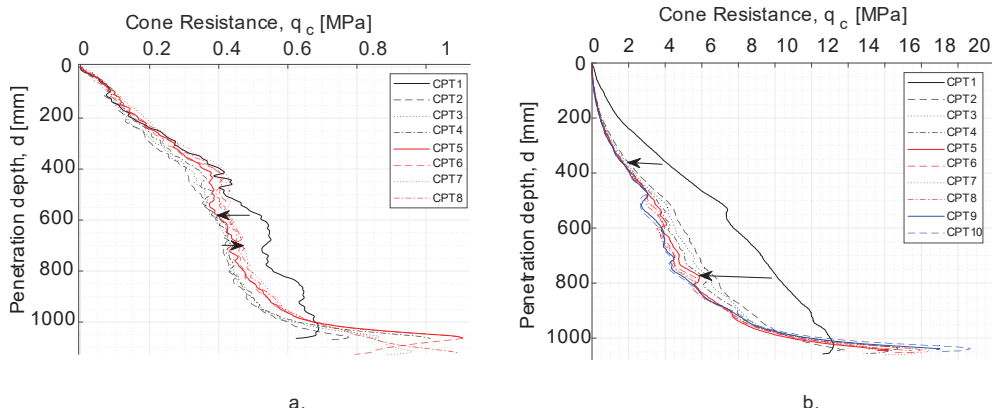 Cone Resistance, q c [MPa]
0 0.2 0.4 0.6 0.8 1
Penetration depth, d [mm]
0
200
400
600
800
1000
CPT1
CPT2
CPT3
CPT4
CPT5
CPT6
CPT7
CPT8
a.
Cone Resistance, q c [MPa]
0 2 4 6 8 10 12 14 16 18 20
Penetration depth, d [mm]
0
200
400
600
800
1000
CPT1
CPT2
CPT3
CPT4
CPT5
CPT6
CPT7
CPT8
CPT9
CPT10
b.